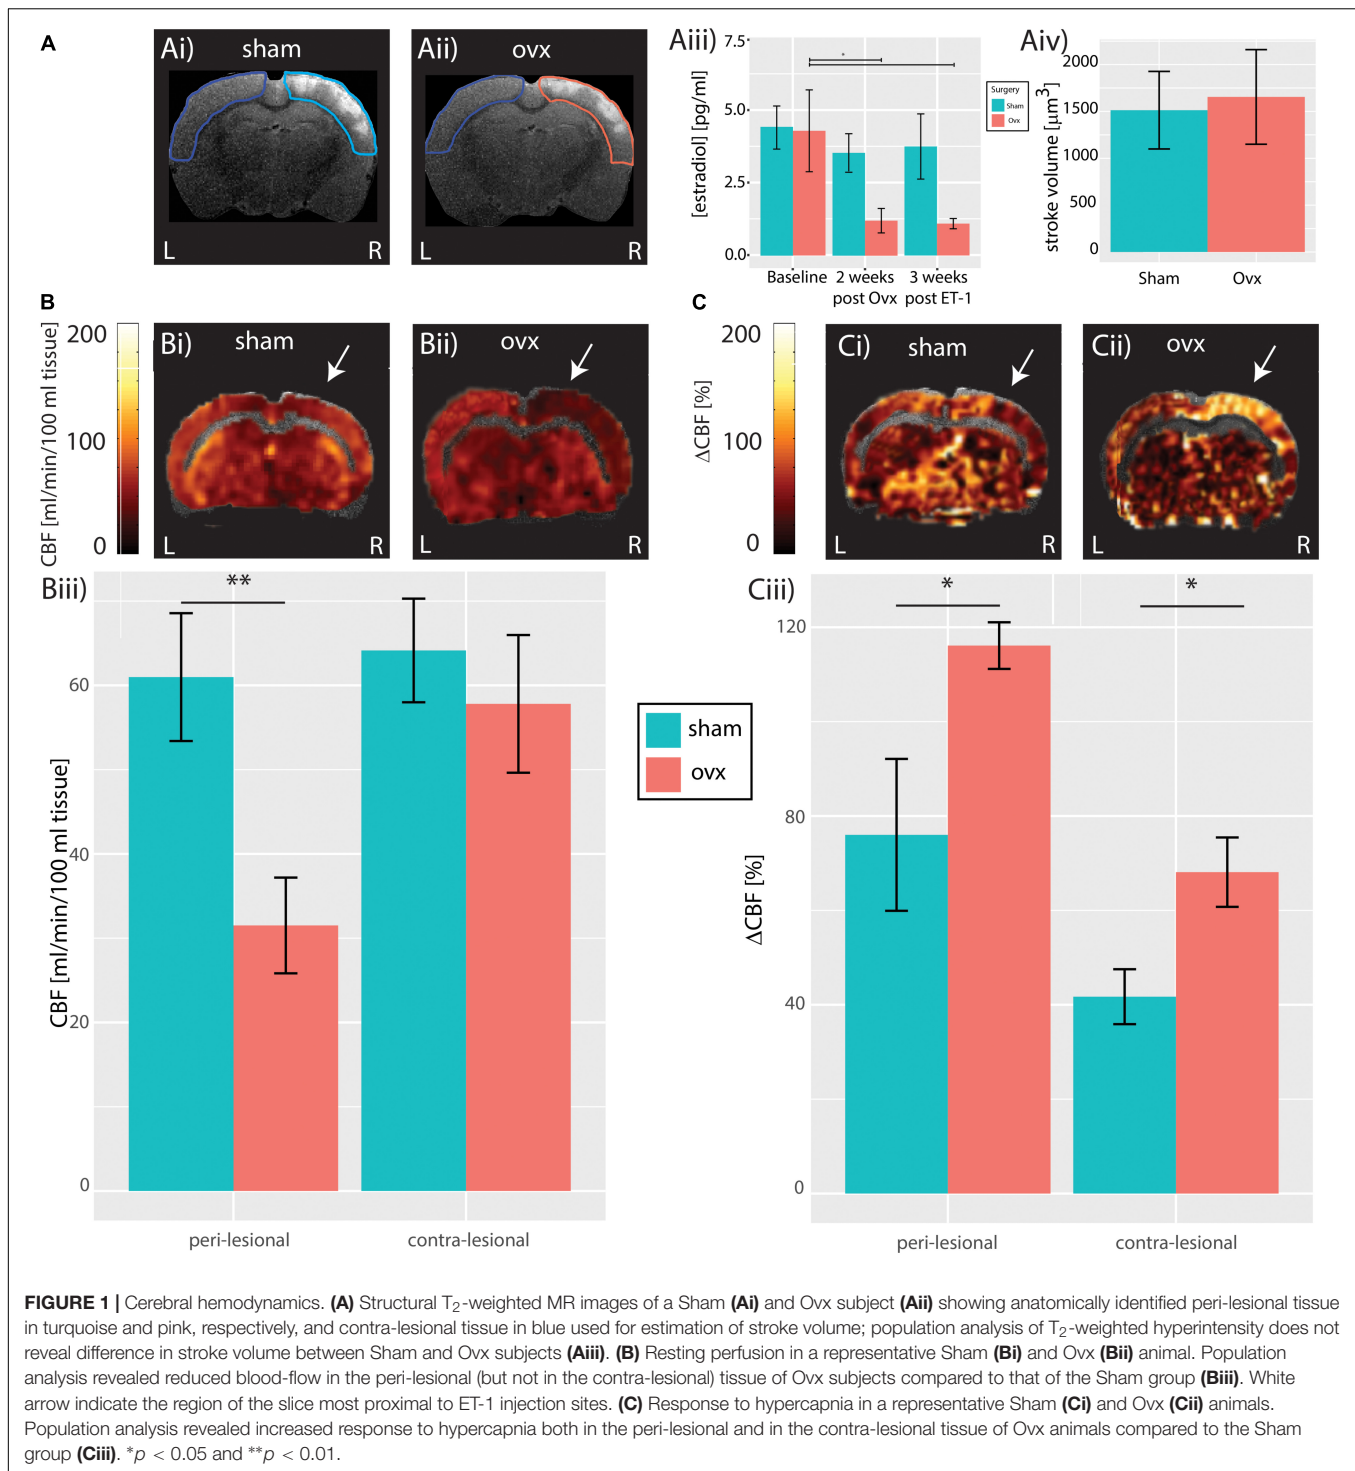 A
Ai) sham
L R
Aii) ovx
L R
Aiii)
[estradiol] [pg/ml]
7.5
5.0
2.5
0.0
*
Baseline
2 weeks
post Ovx
3 weeks
post ET-1
Surgery
Sham
Ovx
Aiv)
stroke volume [µm3]
2000
1500
1000
500
0
Sham Ovx
B
CBF [ml/min/100 ml tissue]
200
100
0
Bi) sham
L R
Bii) ovx
L R
C
ΔCBF [%]
200
100
0
Ci) sham
L R
Cii) ovx
L R
Biii)
**
CBF [ml/min/100 ml tissue]
60
40
20
0
peri-lesional contra-lesional
sham
ovx
Ciii)
* *
ΔCBF [%]
120
80
40
0
peri-lesional contra-lesional
FIGURE 1 | Cerebral hemodynamics. (A) Structural T2-weighted MR images of a Sham (Ai) and Ovx subject (Aii) showing anatomically identified peri-lesional tissue
in turquoise and pink, respectively, and contra-lesional tissue in blue used for estimation of stroke volume; population analysis of T2-weighted hyperintensity does not
reveal difference in stroke volume between Sham and Ovx subjects (Aiii). (B) Resting perfusion in a representative Sham (Bi) and Ovx (Bii) animal. Population
analysis revealed reduced blood-flow in the peri-lesional (but not in the contra-lesional) tissue of Ovx subjects compared to that of the Sham group (Biii). White
arrow indicate the region of the slice most proximal to ET-1 injection sites. (C) Response to hypercapnia in a representative Sham (Ci) and Ovx (Cii) animals.
Population analysis revealed increased response to hypercapnia both in the peri-lesional and in the contra-lesional tissue of Ovx animals compared to the Sham
group (Ciii). *p < 0.05 and **p < 0.01.